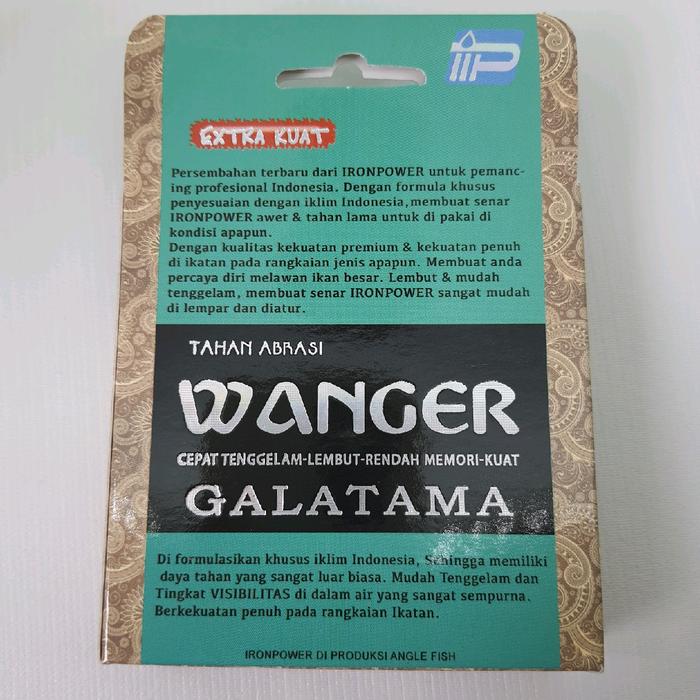 IIP
EXTRA KUAT
Persembahan terbaru dari IRONPOWER untuk pemanc-
ing profesional Indonesia. Dengan formula khusus
penyesuaian dengan iklim Indonesia,membuat senar
IRONPOWER awet & tahan lama untuk di pakai di
kondisi apapun.
Dengan kualitas kekuatan premium & kekuatan penuh
di ikatan pada rangkaian jenis apapun. Membuat anda
percaya diri melawan ikan besar. Lembut & mudah
tenggelam, membuat senar IRONPOWER sangat mudah
di lempar dan diatur.
TAHAN ABRASI
WANGER
CEPAT TENGGELAM-LEMBUT-RENDAH MEMORI-KUAT
GALATAMA
Di formulasikan khusus iklim Indonesia, Sehingga memiliki
daya tahan yang sangat luar biasa. Mudah Tenggelam dan
Tingkat VISIBILITAS di dalam air yang sangat sempurna.
Berkekuatan penuh pada rangkaian Ikatan.
IRONPOWER DI PRODUKSI ANGLE FISH